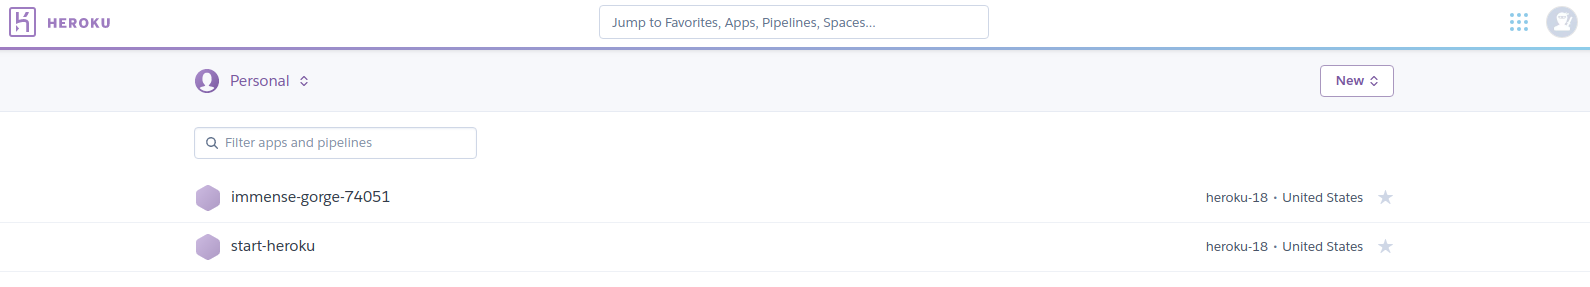 HEROKU
Jump to Favorites, Apps, Pipelines, Spaces...
Personal
New
Filter apps and pipelines
immense-gorge-74051
heroku-18 • United States
start-heroku
heroku-18 • United States